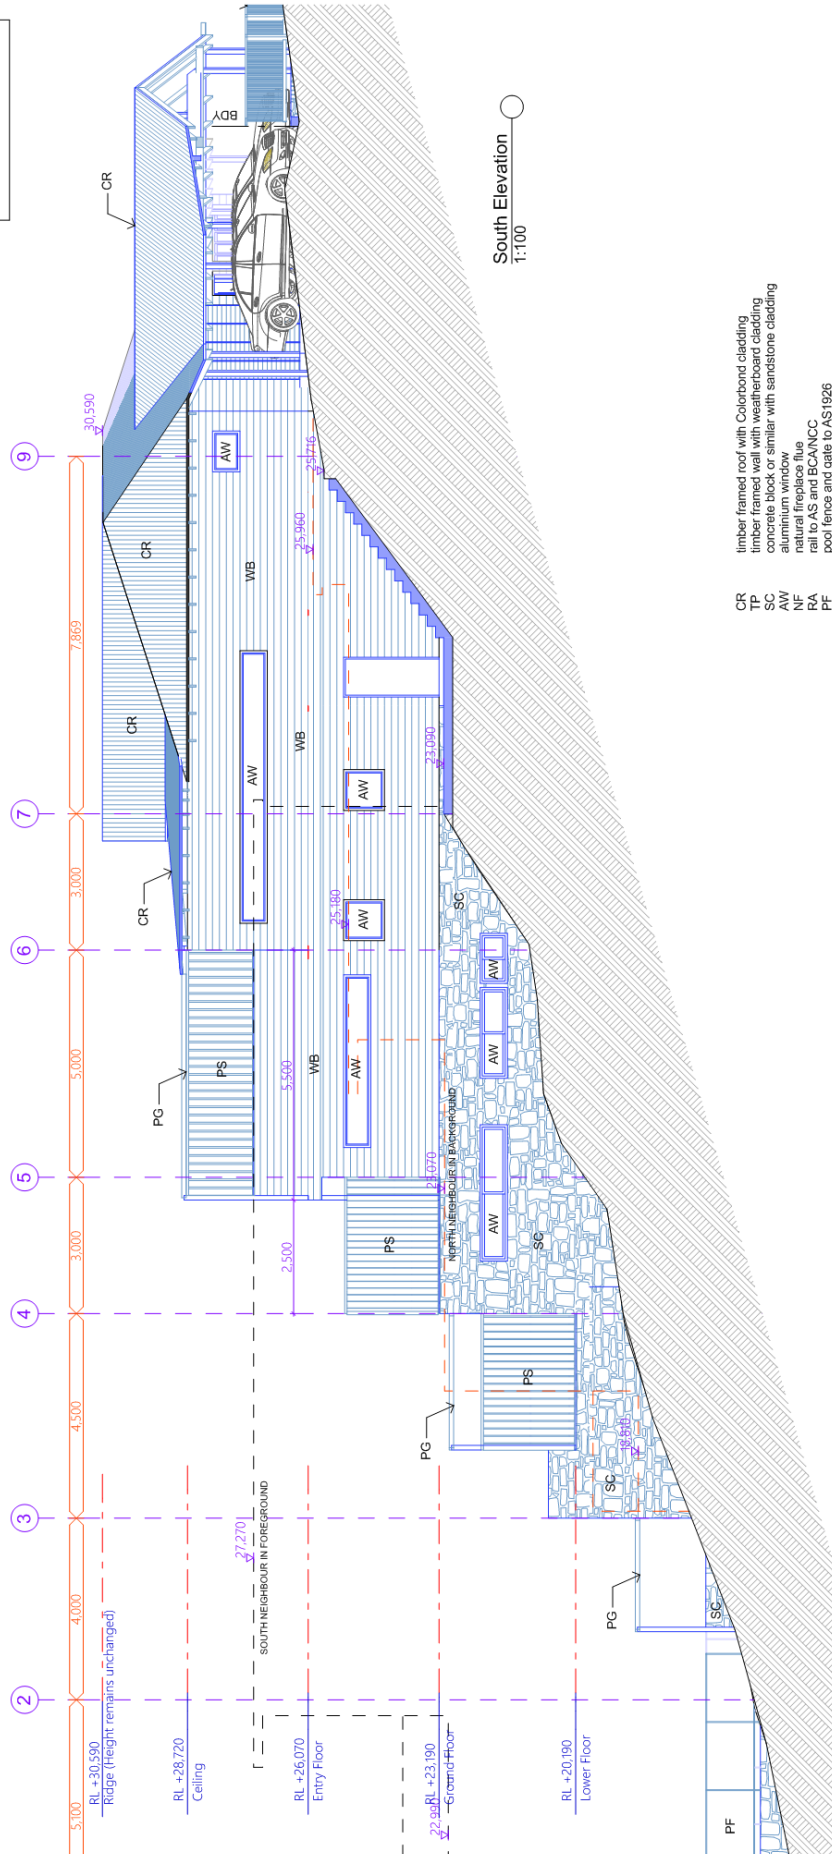 9
7
6
5
4
3
2
7,869
3,000
5,000
3,000
4,500
4,000
5,100
30,590
CR
CR
CR
CR
BDY
AW
25,716
25,960
WB
WB
AW
AW
23,090
25,180
AW
SC
AW
PG
PS
5,500
WB
AW
AW
23,070
NORTH NEIGHBOUR IN BACKGROUND
2,500
PS
AW
SC
PG
PS
18,810
SC
27,270
SOUTH NEIGHBOUR IN FOREGROUND
PG
SC
RL +30,590
Ridge (Height remains unchanged)
RL +28,720
Ceiling
RL +26,070
Entry Floor
RL +23,190
Ground Floor
22,990
RL +20,190
Lower Floor
PF
South Elevation
1:100
CR timber framed roof with Colorbond cladding
TP timber framed wall with weatherboard cladding
SC concrete block or similar with sandstone cladding
AW aluminium window
NF natural fireplace flue
RA rail to AS and BCA/NCC
PF pool fence and gate to AS1926